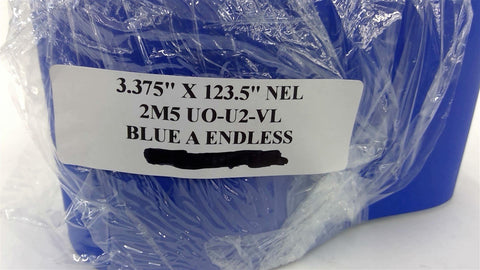 3.375" X 123.5" NEL
2M5 UO-U2-VL
BLUE A ENDLESS